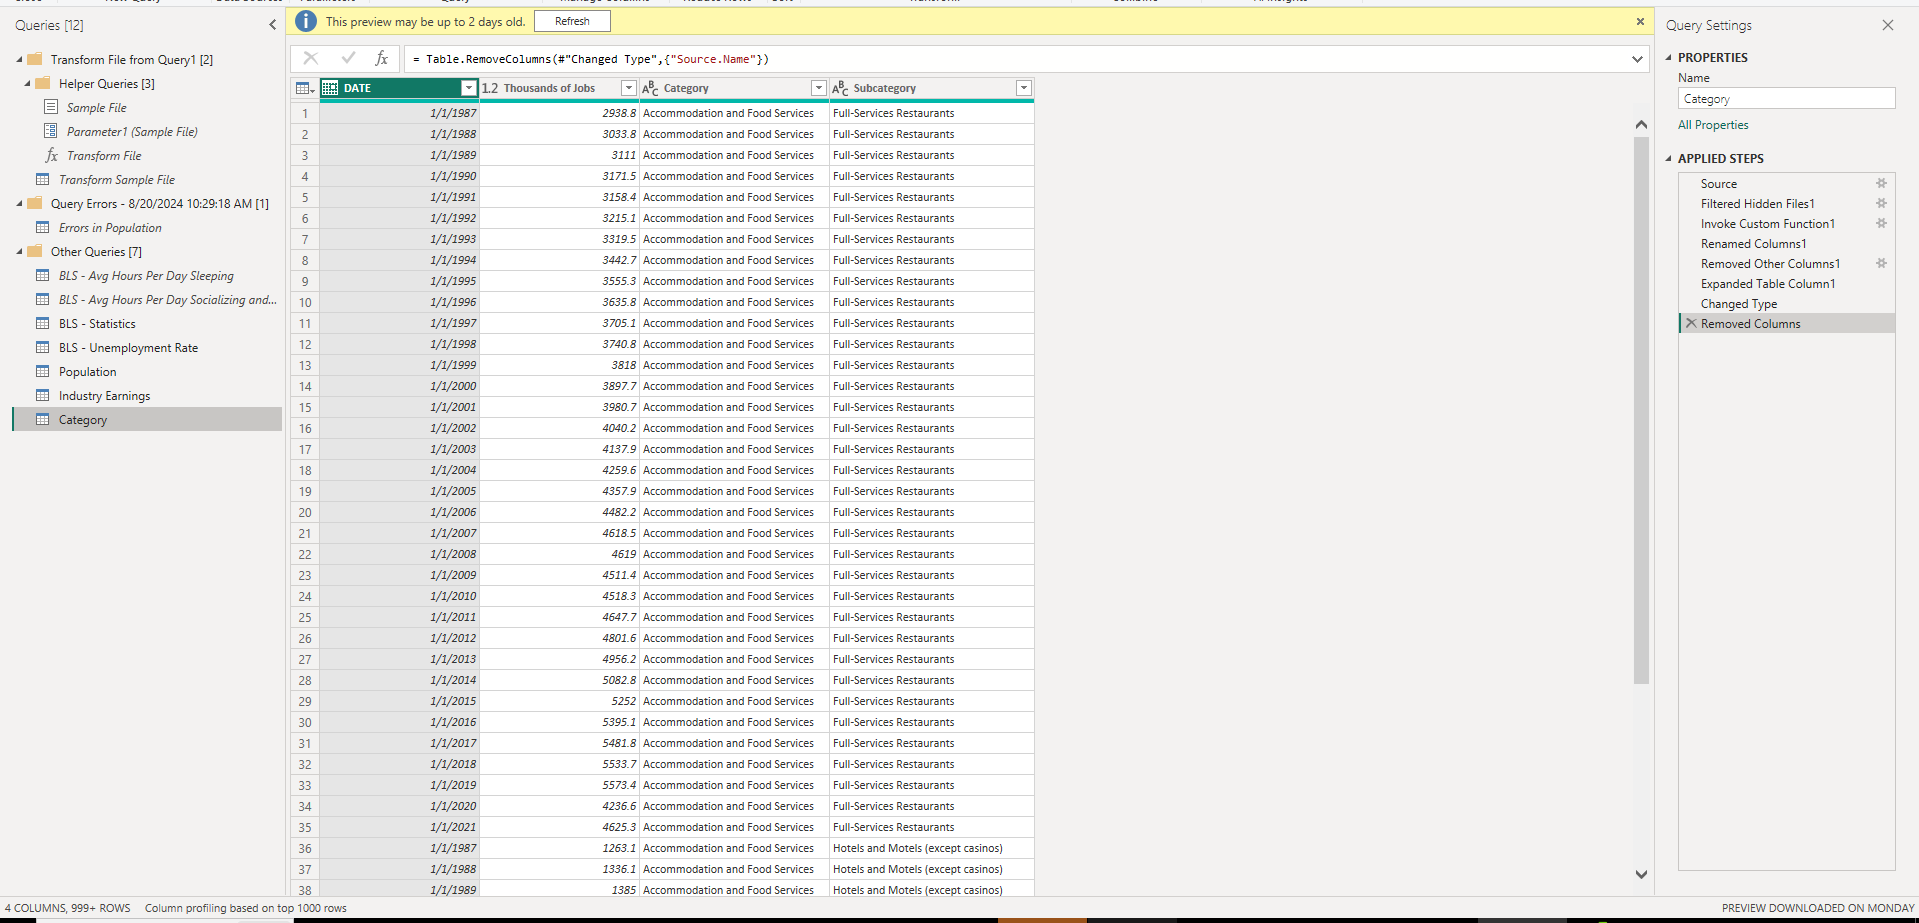 Queries [12]
Transform File from Query1 [2]
Helper Queries [3]
Sample File
Parameter1 (Sample File)
fx Transform File
Transform Sample File
Query Errors - 8/20/2024 10:29:18 AM [1]
Errors in Population
Other Queries [7]
BLS - Avg Hours Per Day Sleeping
BLS - Avg Hours Per Day Socializing and...
BLS - Statistics
BLS - Unemployment Rate
Population
Industry Earnings
Category
This preview may be up to 2 days old. Refresh
fx = Table.RemoveColumns(#"Changed Type",{"Source.Name"})
DATE 1.2 Thousands of Jobs ABC Category ABC Subcategory
1 1/1/1987 2938.8 Accommodation and Food Services Full-Services Restaurants
2 1/1/1988 3033.8 Accommodation and Food Services Full-Services Restaurants
3 1/1/1989 3111 Accommodation and Food Services Full-Services Restaurants
4 1/1/1990 3171.5 Accommodation and Food Services Full-Services Restaurants
5 1/1/1991 3158.4 Accommodation and Food Services Full-Services Restaurants
6 1/1/1992 3215.1 Accommodation and Food Services Full-Services Restaurants
7 1/1/1993 3319.5 Accommodation and Food Services Full-Services Restaurants
8 1/1/1994 3442.7 Accommodation and Food Services Full-Services Restaurants
9 1/1/1995 3555.3 Accommodation and Food Services Full-Services Restaurants
10 1/1/1996 3635.8 Accommodation and Food Services Full-Services Restaurants
11 1/1/1997 3705.1 Accommodation and Food Services Full-Services Restaurants
12 1/1/1998 3740.8 Accommodation and Food Services Full-Services Restaurants
13 1/1/1999 3818 Accommodation and Food Services Full-Services Restaurants
14 1/1/2000 3897.7 Accommodation and Food Services Full-Services Restaurants
15 1/1/2001 3980.7 Accommodation and Food Services Full-Services Restaurants
16 1/1/2002 4040.2 Accommodation and Food Services Full-Services Restaurants
17 1/1/2003 4137.9 Accommodation and Food Services Full-Services Restaurants
18 1/1/2004 4259.6 Accommodation and Food Services Full-Services Restaurants
19 1/1/2005 4357.9 Accommodation and Food Services Full-Services Restaurants
20 1/1/2006 4482.2 Accommodation and Food Services Full-Services Restaurants
21 1/1/2007 4618.5 Accommodation and Food Services Full-Services Restaurants
22 1/1/2008 4619 Accommodation and Food Services Full-Services Restaurants
23 1/1/2009 4511.4 Accommodation and Food Services Full-Services Restaurants
24 1/1/2010 4518.3 Accommodation and Food Services Full-Services Restaurants
25 1/1/2011 4647.7 Accommodation and Food Services Full-Services Restaurants
26 1/1/2012 4801.6 Accommodation and Food Services Full-Services Restaurants
27 1/1/2013 4956.2 Accommodation and Food Services Full-Services Restaurants
28 1/1/2014 5082.8 Accommodation and Food Services Full-Services Restaurants
29 1/1/2015 5252 Accommodation and Food Services Full-Services Restaurants
30 1/1/2016 5395.1 Accommodation and Food Services Full-Services Restaurants
31 1/1/2017 5481.8 Accommodation and Food Services Full-Services Restaurants
32 1/1/2018 5533.7 Accommodation and Food Services Full-Services Restaurants
33 1/1/2019 5573.4 Accommodation and Food Services Full-Services Restaurants
34 1/1/2020 4236.6 Accommodation and Food Services Full-Services Restaurants
35 1/1/2021 4625.3 Accommodation and Food Services Full-Services Restaurants
36 1/1/1987 1263.1 Accommodation and Food Services Hotels and Motels (except casinos)
37 1/1/1988 1336.1 Accommodation and Food Services Hotels and Motels (except casinos)
38 1/1/1989 1385 Accommodation and Food Services Hotels and Motels (except casinos)
Query Settings
PROPERTIES
Name
Category
All Properties
APPLIED STEPS
Source
Filtered Hidden Files1
Invoke Custom Function1
Renamed Columns1
Removed Other Columns1
Expanded Table Column1
Changed Type
Removed Columns
4 COLUMNS, 999+ ROWS Column profiling based on top 1000 rows PREVIEW DOWNLOADED ON MONDAY